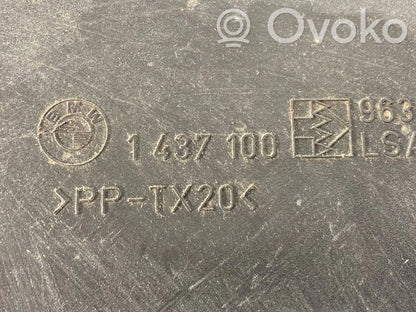 Ovoko
BMW
1 437 100
963
LSA
>PP-TX20<